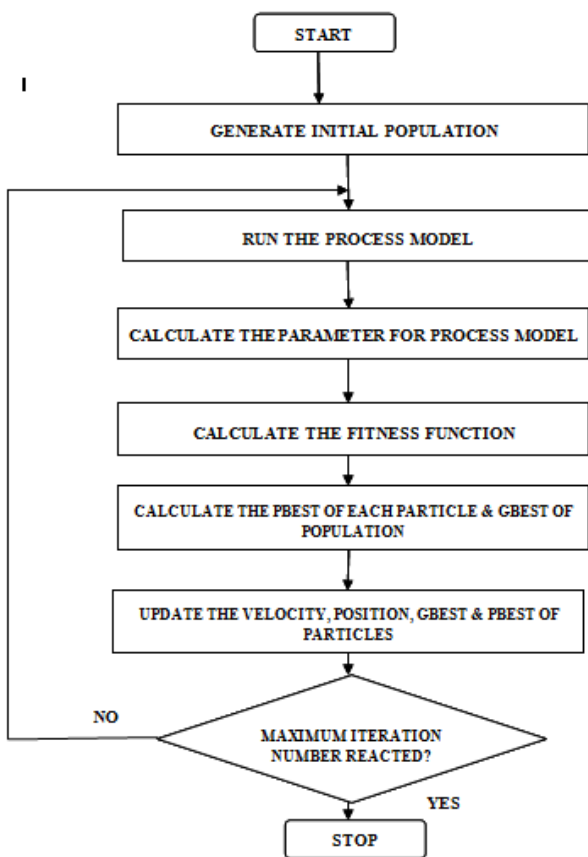 START
I
GENERATE INITIAL POPULATION
RUN THE PROCESS MODEL
CALCULATE THE PARAMETER FOR PROCESS MODEL
CALCULATE THE FITNESS FUNCTION
CALCULATE THE PBEST OF EACH PARTICLE & GBEST OF
POPULATION
UPDATE THE VELOCITY, POSITION, GBEST & PBEST OF
PARTICLES
NO
MAXIMUM ITERATION
NUMBER REACTED?
YES
STOP